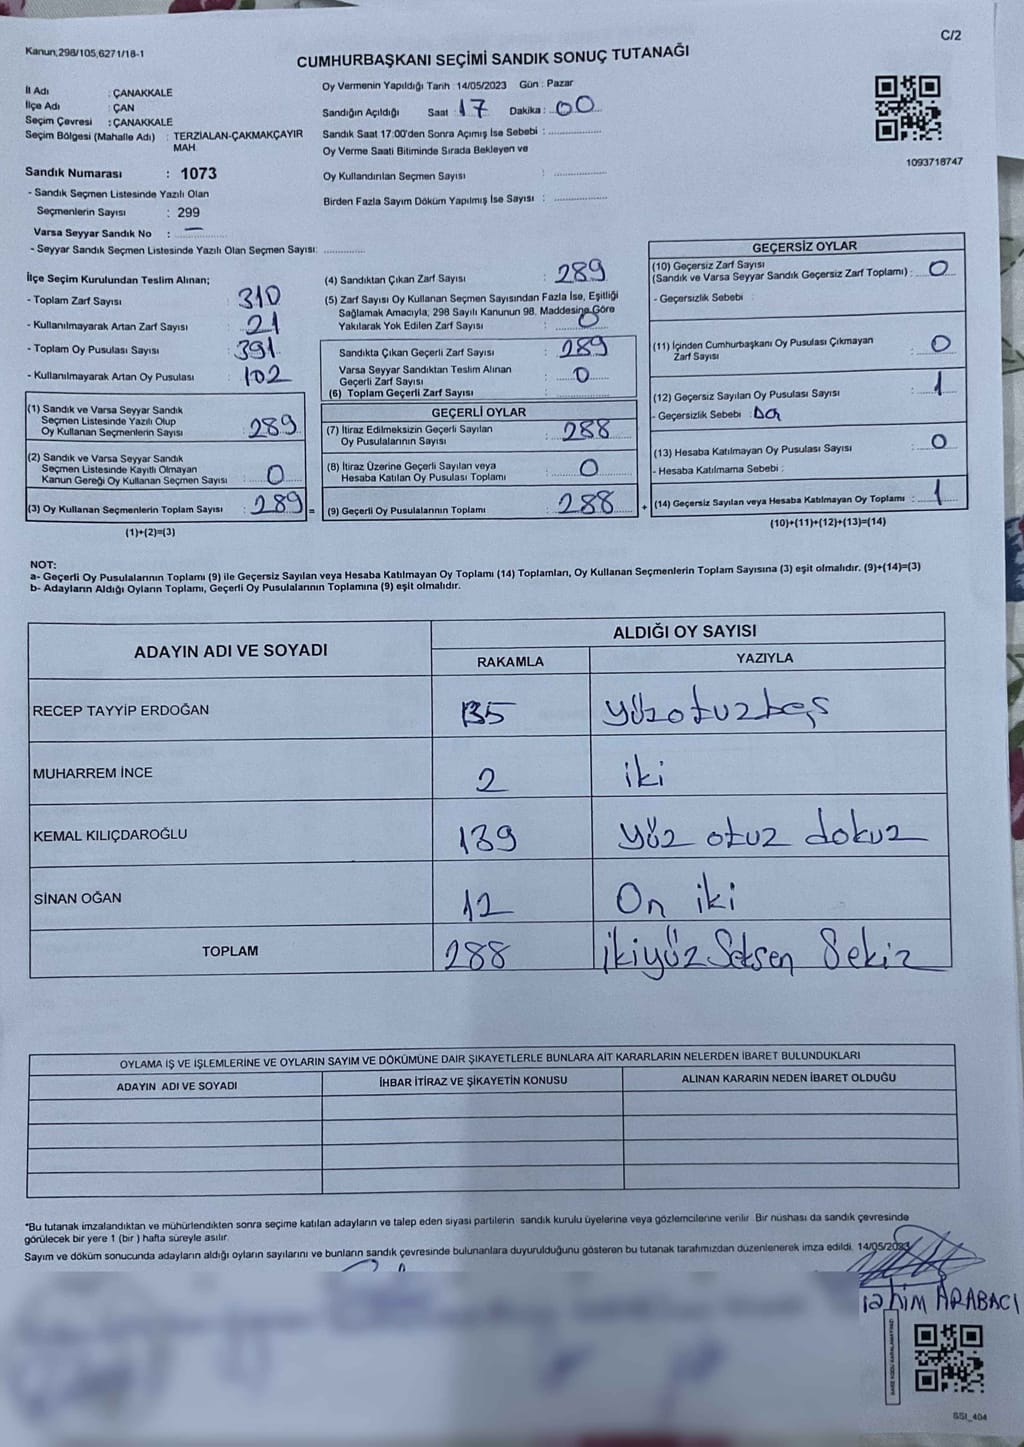 Kanun,298/105,6271/18-1
C/2
CUMHURBAŞKANI SEÇİMİ SANDIK SONUÇ TUTANAĞI
İl Adı : ÇANAKKALE
İlçe Adı : ÇAN
Seçim Çevresi : ÇANAKKALE
Seçim Bölgesi (Mahalle Adı) : TERZİALAN-ÇAKMAKÇAYIR MAH.
Sandık Numarası : 1073
- Sandık Seçmen Listesinde Yazılı Olan
Seçmenlerin Sayısı : 299
Varsa Seyyar Sandık No : —
- Seyyar Sandık Seçmen Listesinde Yazılı Olan Seçmen Sayısı: ............
Oy Vermenin Yapıldığı Tarih : 14/05/2023 Gün : Pazar
Sandığın Açıldığı Saat : 17 Dakika : 00
Sandık Saat 17:00'den Sonra Açımış İse Sebebi : ............
Oy Verme Saati Bitiminde Sırada Bekleyen ve
Oy Kullandırılan Seçmen Sayısı : ............
Birden Fazla Sayım Döküm Yapılmış İse Sayısı : ............
1093718747
İlçe Seçim Kurulundan Teslim Alınan;
- Toplam Zarf Sayısı : 310
- Kullanılmayarak Artan Zarf Sayısı : 21
- Toplam Oy Pusulası Sayısı : 391
- Kullanılmayarak Artan Oy Pusulası : 102
(1) Sandık ve Varsa Seyyar Sandık
Seçmen Listesinde Yazılı Olup
Oy Kullanan Seçmenlerin Sayısı : 289
(2) Sandık ve Varsa Seyyar Sandık
Seçmen Listesinde Kayıtlı Olmayan
Kanun Gereği Oy Kullanan Seçmen Sayısı : 0
(3) Oy Kullanan Seçmenlerin Toplam Sayısı : 289 =
(1)+(2)=(3)
(4) Sandıktan Çıkan Zarf Sayısı : 289
(5) Zarf Sayısı Oy Kullanan Seçmen Sayısından Fazla İse, Eşitliği
Sağlamak Amacıyla, 298 Sayılı Kanunun 98. Maddesine Göre
Yakılarak Yok Edilen Zarf Sayısı : 0
Sandıkta Çıkan Geçerli Zarf Sayısı : 289
Varsa Seyyar Sandıktan Teslim Alınan
Geçerli Zarf Sayısı : 0
(6) Toplam Geçerli Zarf Sayısı : ............
GEÇERLİ OYLAR
(7) İtiraz Edilmeksizin Geçerli Sayılan
Oy Pusulalarının Sayısı : 288
(8) İtiraz Üzerine Geçerli Sayılan veya
Hesaba Katılan Oy Pusulası Toplamı : 0
(9) Geçerli Oy Pusulalarının Toplamı : 288 +
GEÇERSİZ OYLAR
(10) Geçersiz Zarf Sayısı
(Sandık ve Varsa Seyyar Sandık Geçersiz Zarf Toplamı) : 0
- Geçersizlik Sebebi :
(11) İçinden Cumhurbaşkanı Oy Pusulası Çıkmayan
Zarf Sayısı : 0
(12) Geçersiz Sayılan Oy Pusulası Sayısı : 1
- Geçersizlik Sebebi :
(13) Hesaba Katılmayan Oy Pusulası Sayısı : 0
- Hesaba Katılmama Sebebi :
(14) Geçersiz Sayılan veya Hesaba Katılmayan Oy Toplamı : 1
(10)+(11)+(12)+(13)=(14)
NOT:
a- Geçerli Oy Pusulalarının Toplamı (9) ile Geçersiz Sayılan veya Hesaba Katılmayan Oy Toplamı (14) Toplamları, Oy Kullanan Seçmenlerin Toplam Sayısına (3) eşit olmalıdır. (9)+(14)=(3)
b- Adayların Aldığı Oyların Toplamı, Geçerli Oy Pusulalarının Toplamına (9) eşit olmalıdır.
ADAYIN ADI VE SOYADI
ALDIĞI OY SAYISI
RAKAMLA YAZIYLA
RECEP TAYYİP ERDOĞAN 135 Yüzotuzbeş
MUHARREM İNCE 2 iki
KEMAL KILIÇDAROĞLU 139 Yüz otuz dokuz
SİNAN OĞAN 12 On iki
TOPLAM 288 İkiyüz Seksen Sekiz
OYLAMA İŞ VE İŞLEMLERİNE VE OYLARIN SAYIM VE DÖKÜMÜNE DAİR ŞİKAYETLERLE BUNLARA AİT KARARLARIN NELERDEN İBARET BULUNDUKLARI
ADAYIN ADI VE SOYADI İHBAR İTİRAZ VE ŞİKAYETİN KONUSU ALINAN KARARIN NEDEN İBARET OLDUĞU
*Bu tutanak imzalandıktan ve mühürlendikten sonra seçime katılan adayların ve talep eden siyasi partilerin sandık kurulu üyelerine veya gözlemcilerine verilir. Bir nüshası da sandık çevresinde
görülecek bir yere 1 (bir) hafta süreyle asılır.
Sayım ve döküm sonucunda adayların aldığı oyların sayılarını ve bunların sandık çevresinde bulunanlara duyurulduğunu gösteren bu tutanak tarafımızdan düzenlenerek imza edildi. 14/05/2023
ARABACI
SSI_404